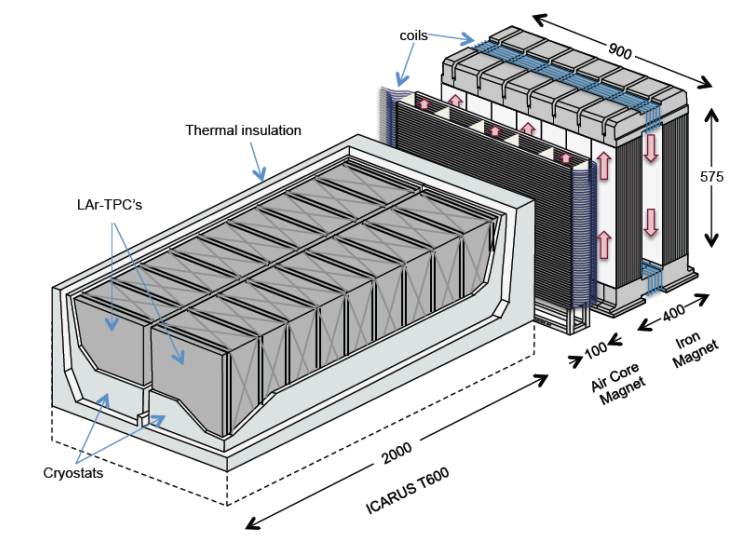 coils
900
Thermal insulation
575
LAr-TPC's
400
Iron
Magnet
100
Air Core
Magnet
2000
Cryostats
ICARUS T600